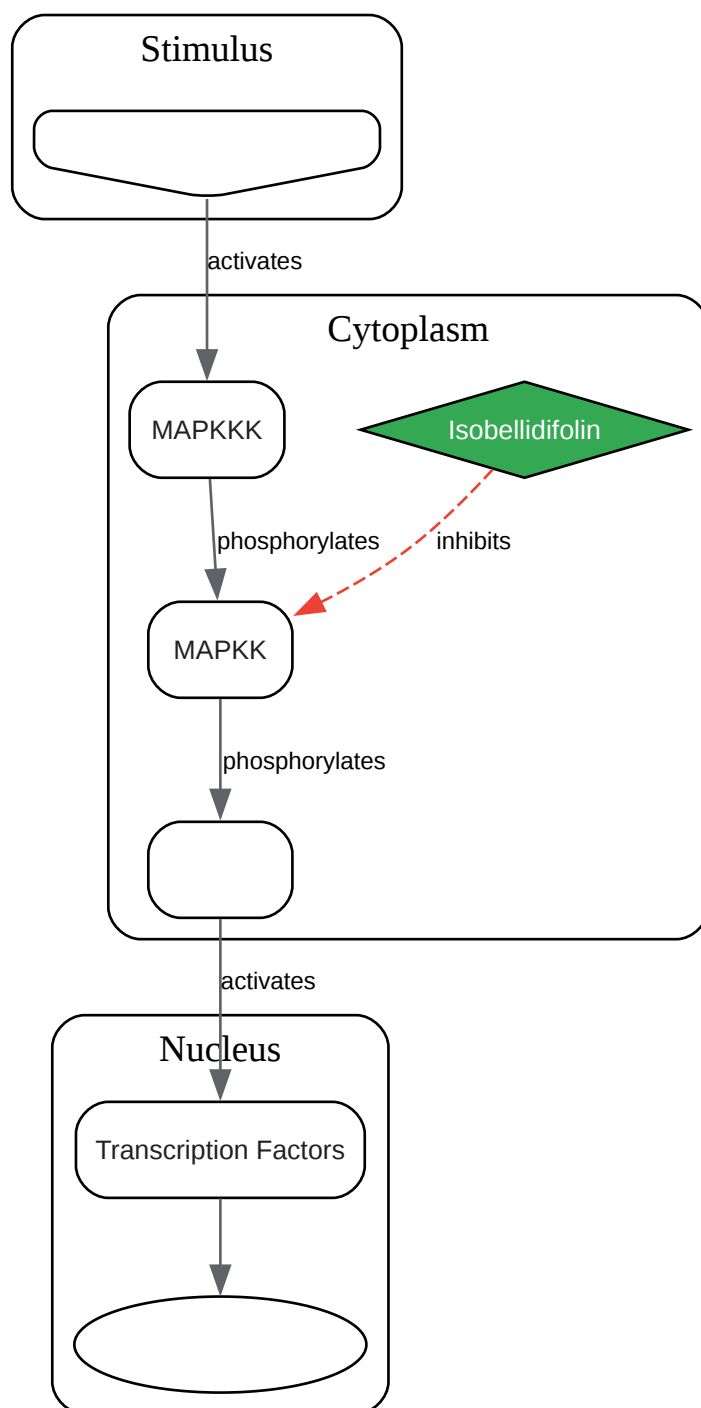 Stimulus
activates
Cytoplasm
MAPKKK
Isobellidifolin
phosphorylates
inhibits
MAPKK
phosphorylates
activates
Nucleus
Transcription Factors